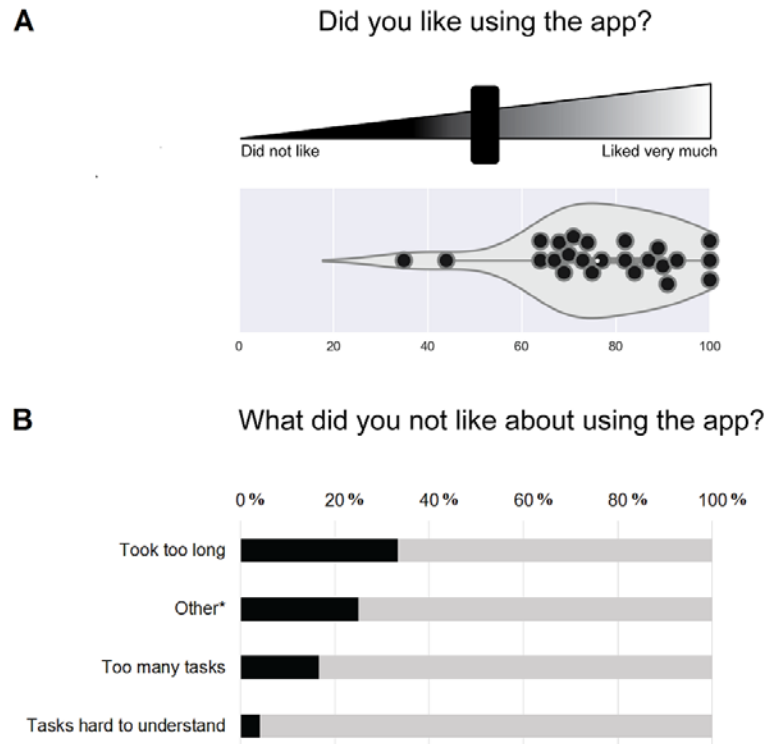 A
Did you like using the app?
Did not like
Liked very much
0 20 40 60 80 100
B
What did you not like about using the app?
0 % 20 % 40 % 60 % 80 % 100 %
Took too long
Other*
Too many tasks
Tasks hard to understand